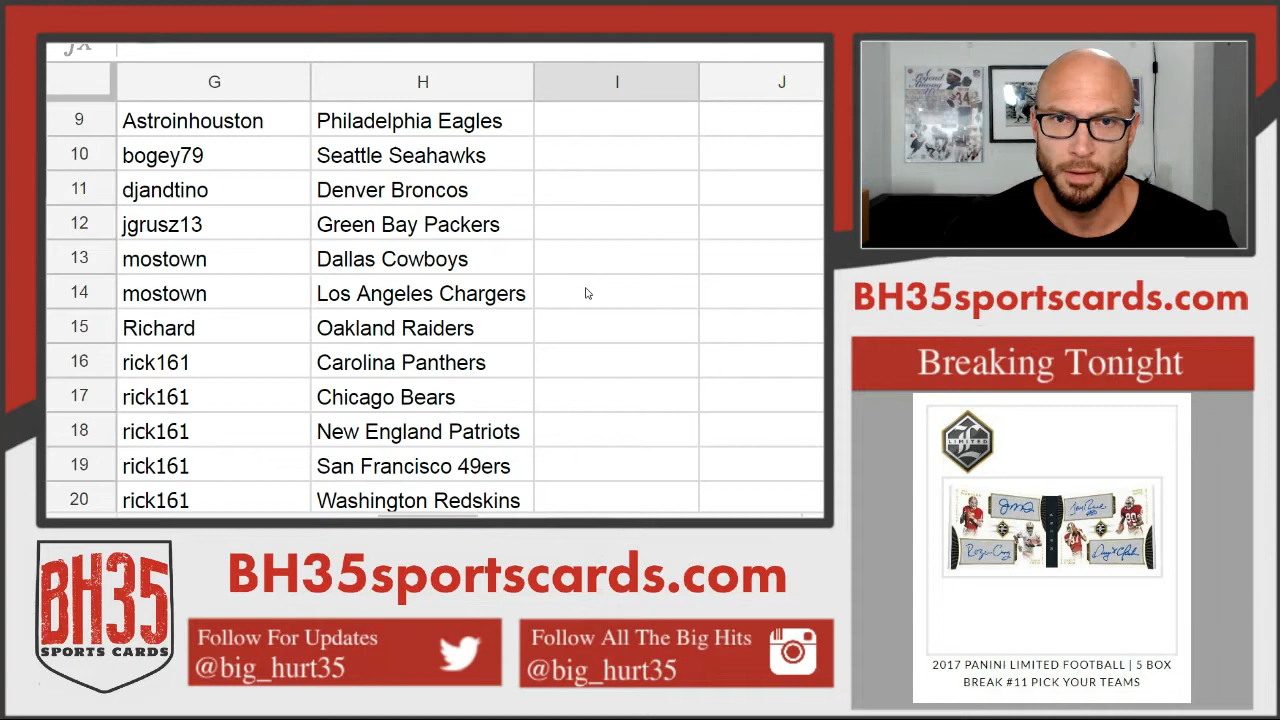 G H I J
9 Astroinhouston Philadelphia Eagles
10 bogey79 Seattle Seahawks
11 djandtino Denver Broncos
12 jgrusz13 Green Bay Packers
13 mostown Dallas Cowboys
14 mostown Los Angeles Chargers
15 Richard Oakland Raiders
16 rick161 Carolina Panthers
17 rick161 Chicago Bears
18 rick161 New England Patriots
19 rick161 San Francisco 49ers
20 rick161 Washington Redskins
34
BH35sportscards.com
Breaking Tonight
LIMITED
2017 PANINI LIMITED FOOTBALL | 5 BOX
BREAK #11 PICK YOUR TEAMS
BH35
SPORTS CARDS
BH35sportscards.com
Follow For Updates
@big_hurt35
Follow All The Big Hits
@big_hurt35